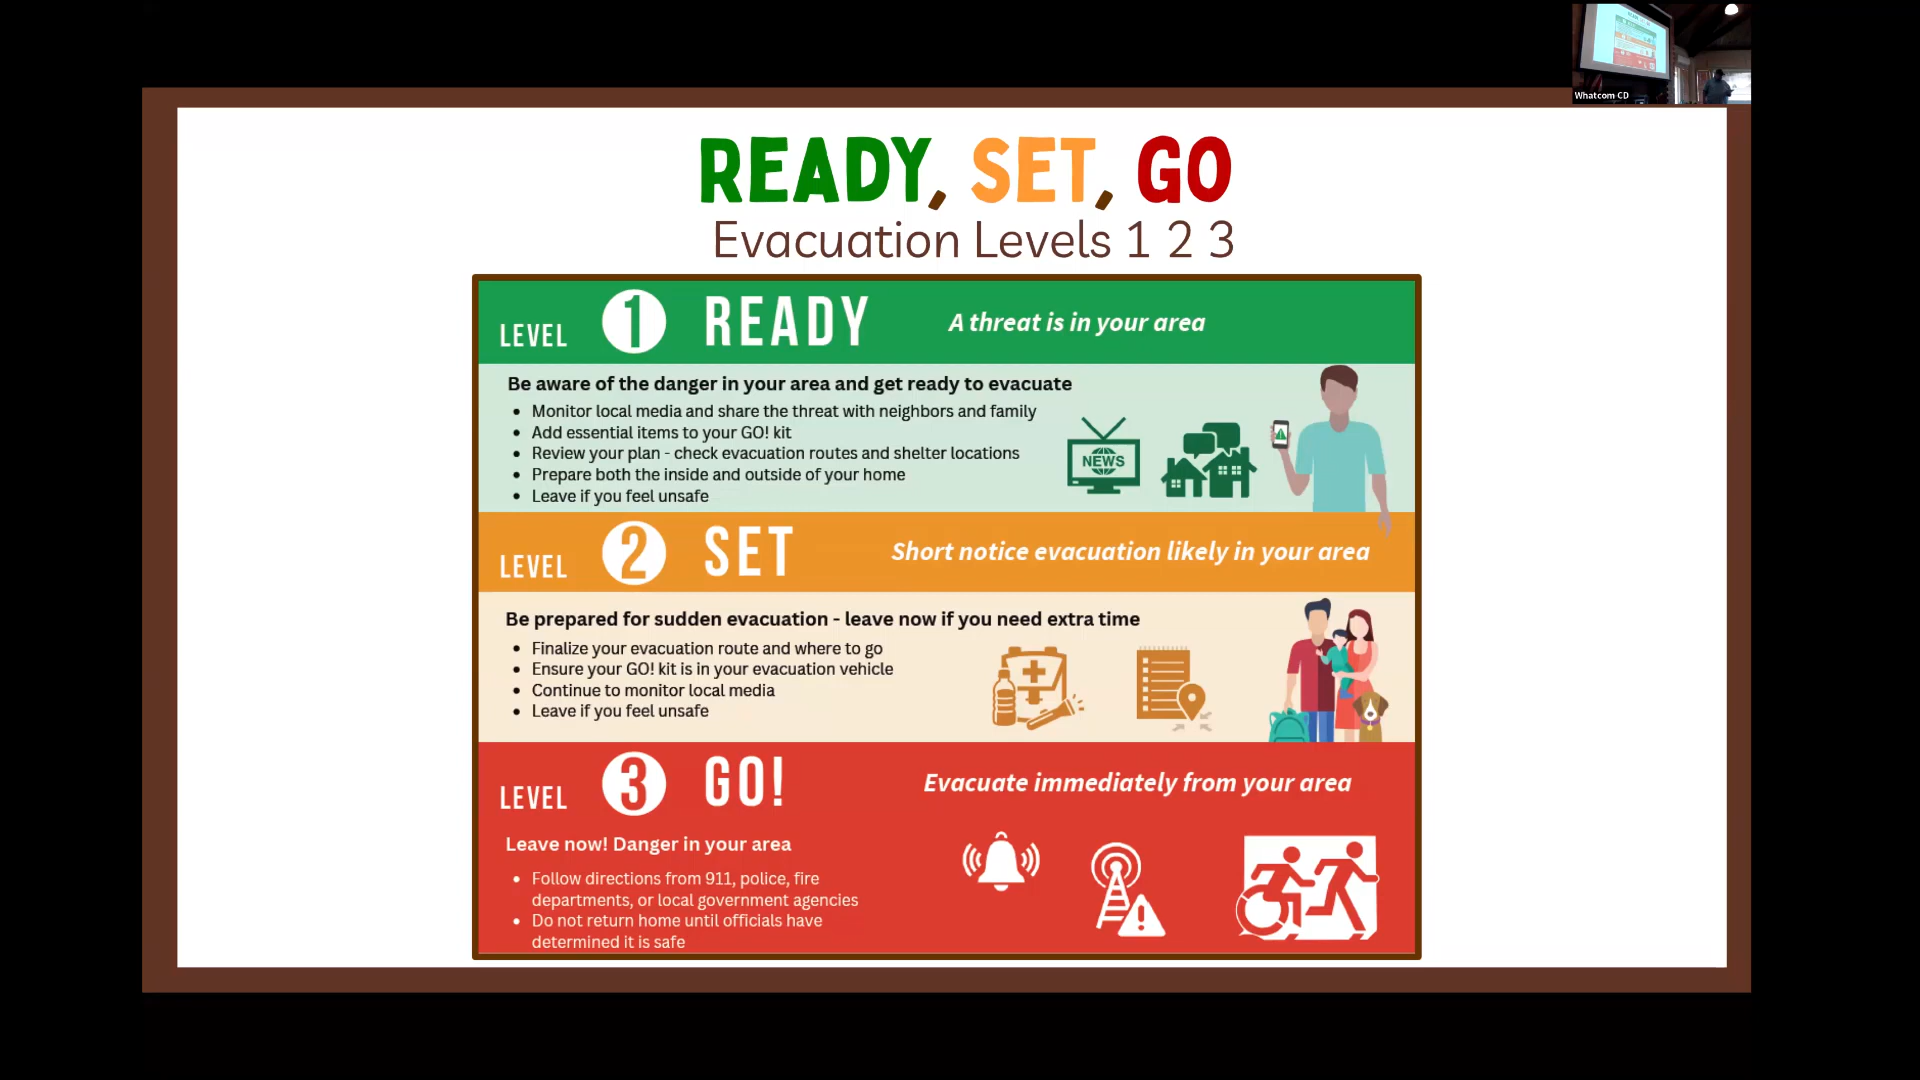 Whatcom CD
READY, SET, GO
Evacuation Levels 1 2 3
LEVEL 1 READY A threat is in your area
Be aware of the danger in your area and get ready to evacuate
• Monitor local media and share the threat with neighbors and family
• Add essential items to your GO! kit
• Review your plan - check evacuation routes and shelter locations
• Prepare both the inside and outside of your home
• Leave if you feel unsafe
NEWS
LEVEL 2 SET Short notice evacuation likely in your area
Be prepared for sudden evacuation - leave now if you need extra time
• Finalize your evacuation route and where to go
• Ensure your GO! kit is in your evacuation vehicle
• Continue to monitor local media
• Leave if you feel unsafe
LEVEL 3 GO! Evacuate immediately from your area
Leave now! Danger in your area
• Follow directions from 911, police, fire
departments, or local government agencies
• Do not return home until officials have
determined it is safe